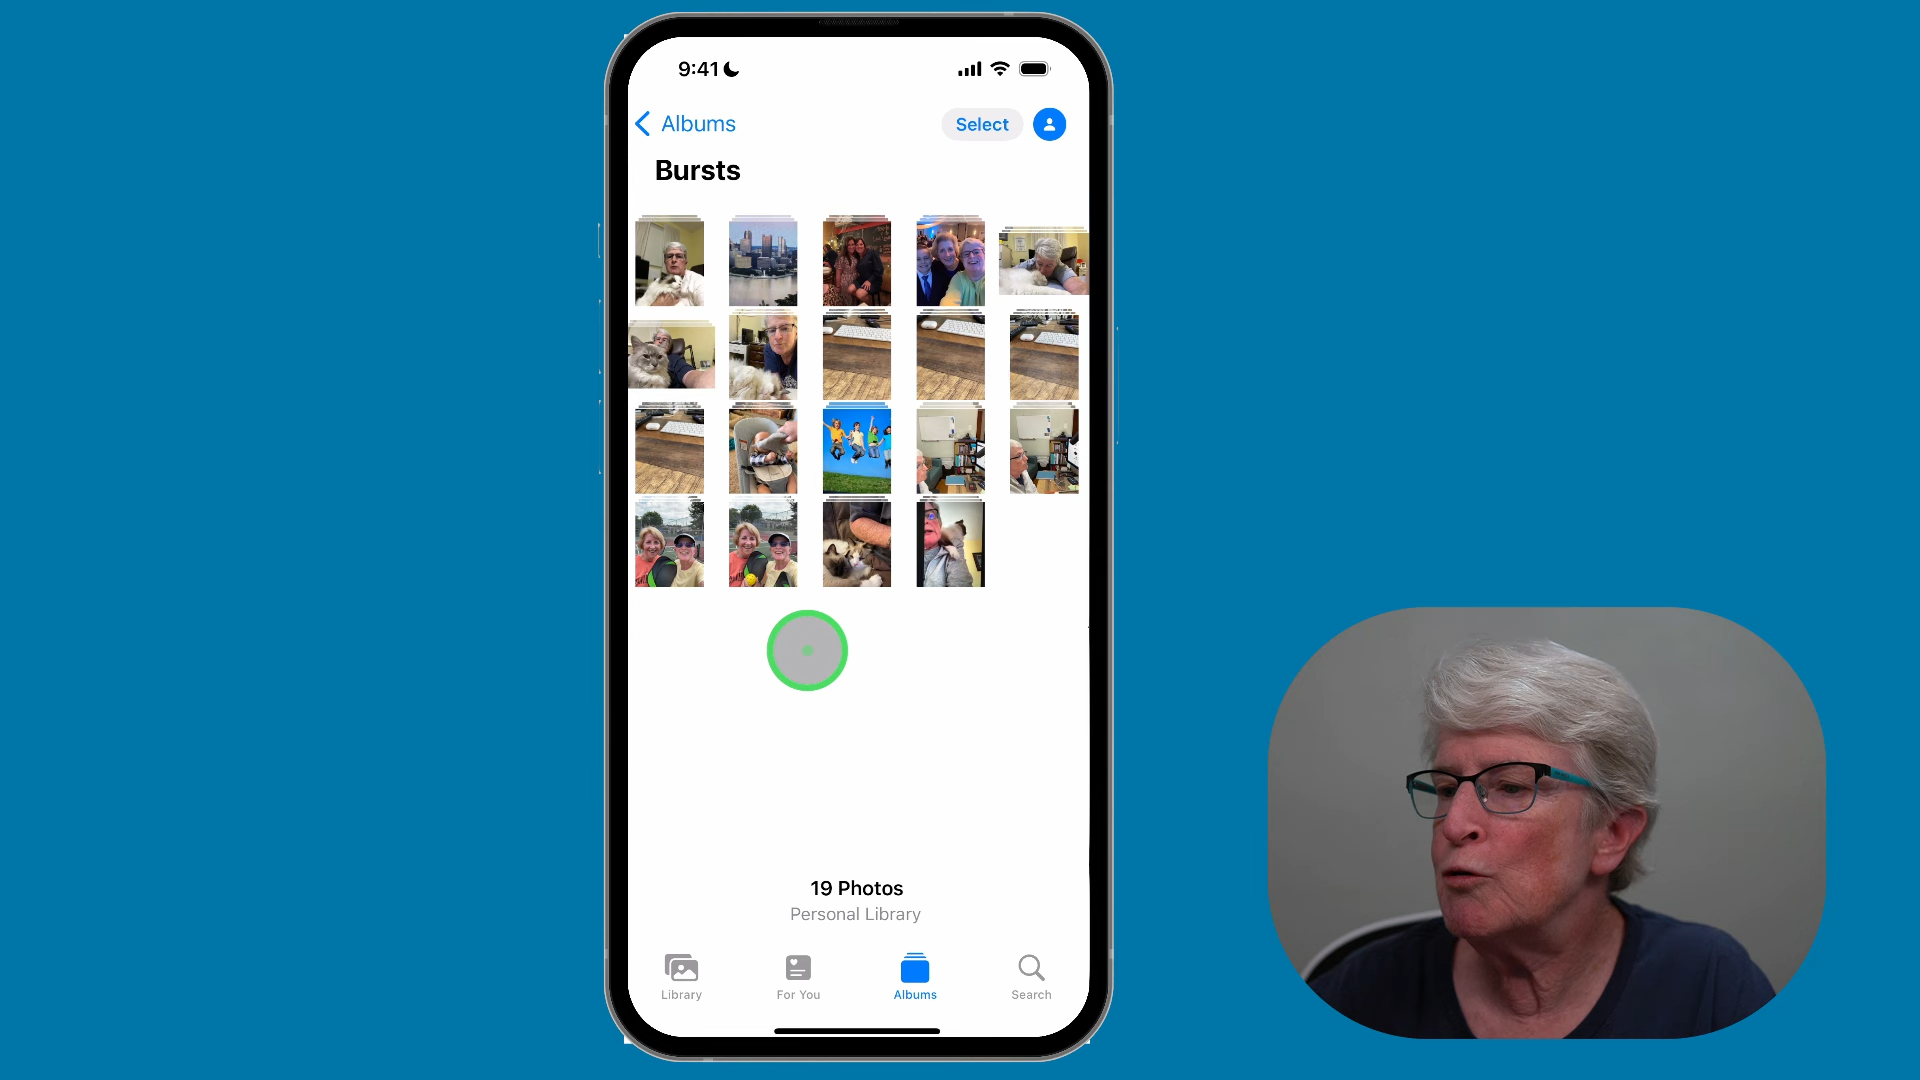 9:41
Albums
Select
Bursts
19 Photos
Personal Library
Library
For You
Albums
Search